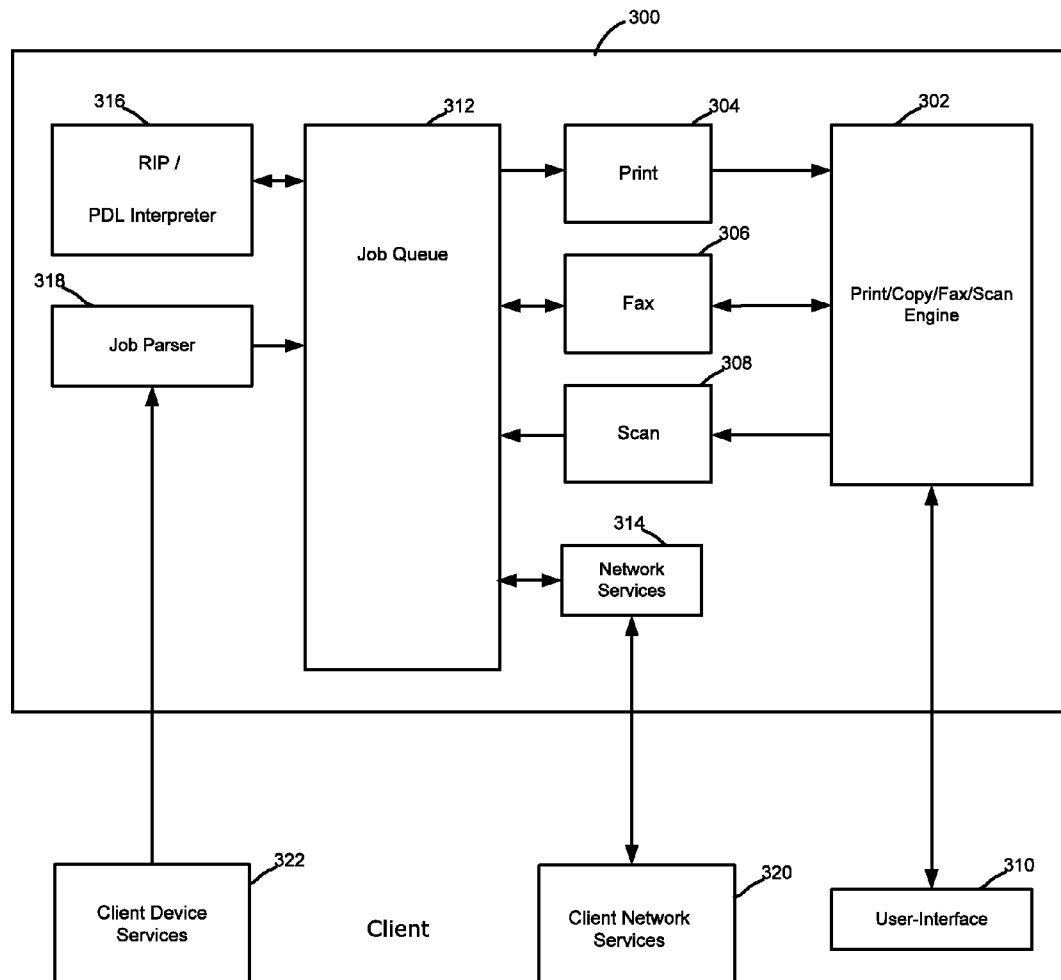 300
316
312
304
302
RIP /
PDL Interpreter
Print
306
Job Queue
318
Fax
Print/Copy/Fax/Scan
Engine
Job Parser
308
Scan
314
Network
Services
322
320
310
Client Device
Services
Client
Client Network
Services
User-Interface